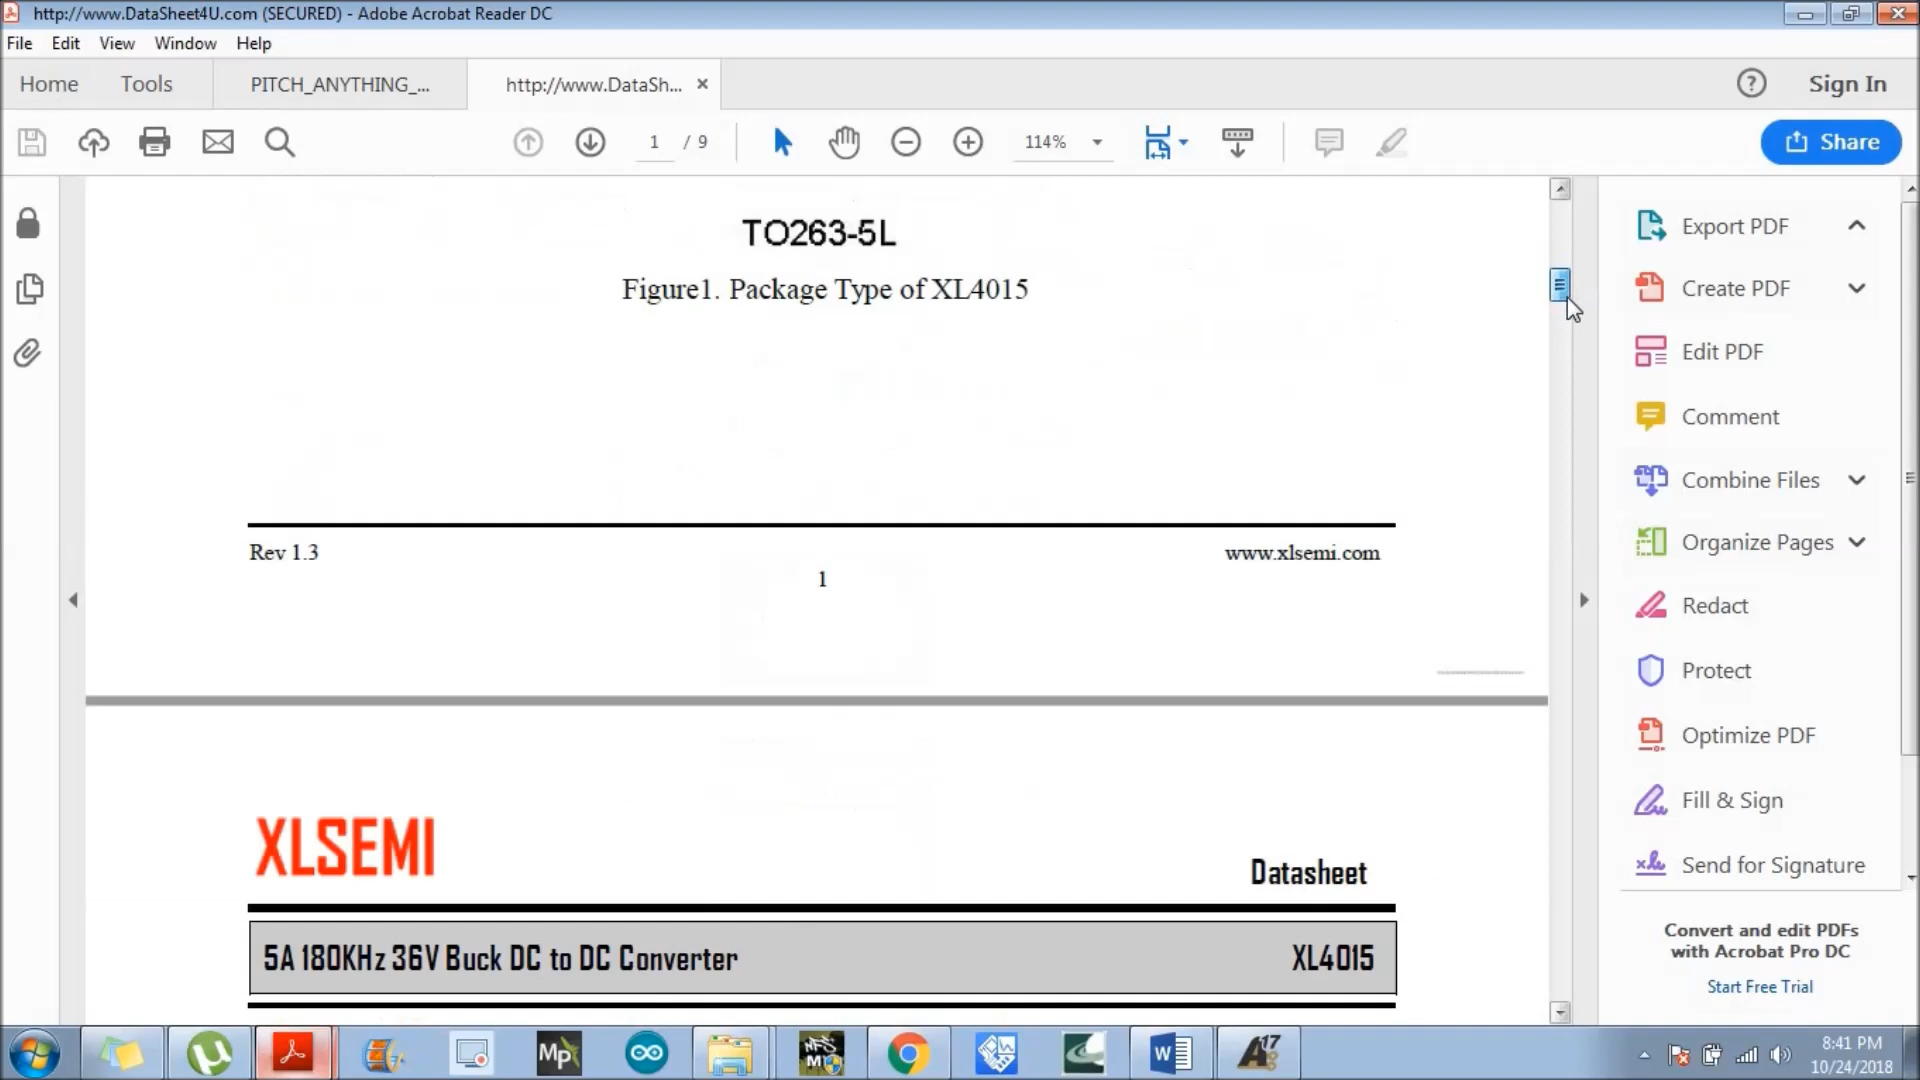 http://www.DataSheet4U.com (SECURED) - Adobe Acrobat Reader DC
File Edit View Window Help
Home Tools PITCH_ANYTHING_... http://www.DataSh... Sign In
1 / 9 114% Share
TO263-5L
Figure1. Package Type of XL4015
Rev 1.3 www.xlsemi.com
1
XLSEMI
Datasheet
5A 180KHz 36V Buck DC to DC Converter XL4015
Export PDF
Create PDF
Edit PDF
Comment
Combine Files
Organize Pages
Redact
Protect
Optimize PDF
Fill & Sign
Send for Signature
Convert and edit PDFs
with Acrobat Pro DC
Start Free Trial
8:41 PM
10/24/2018